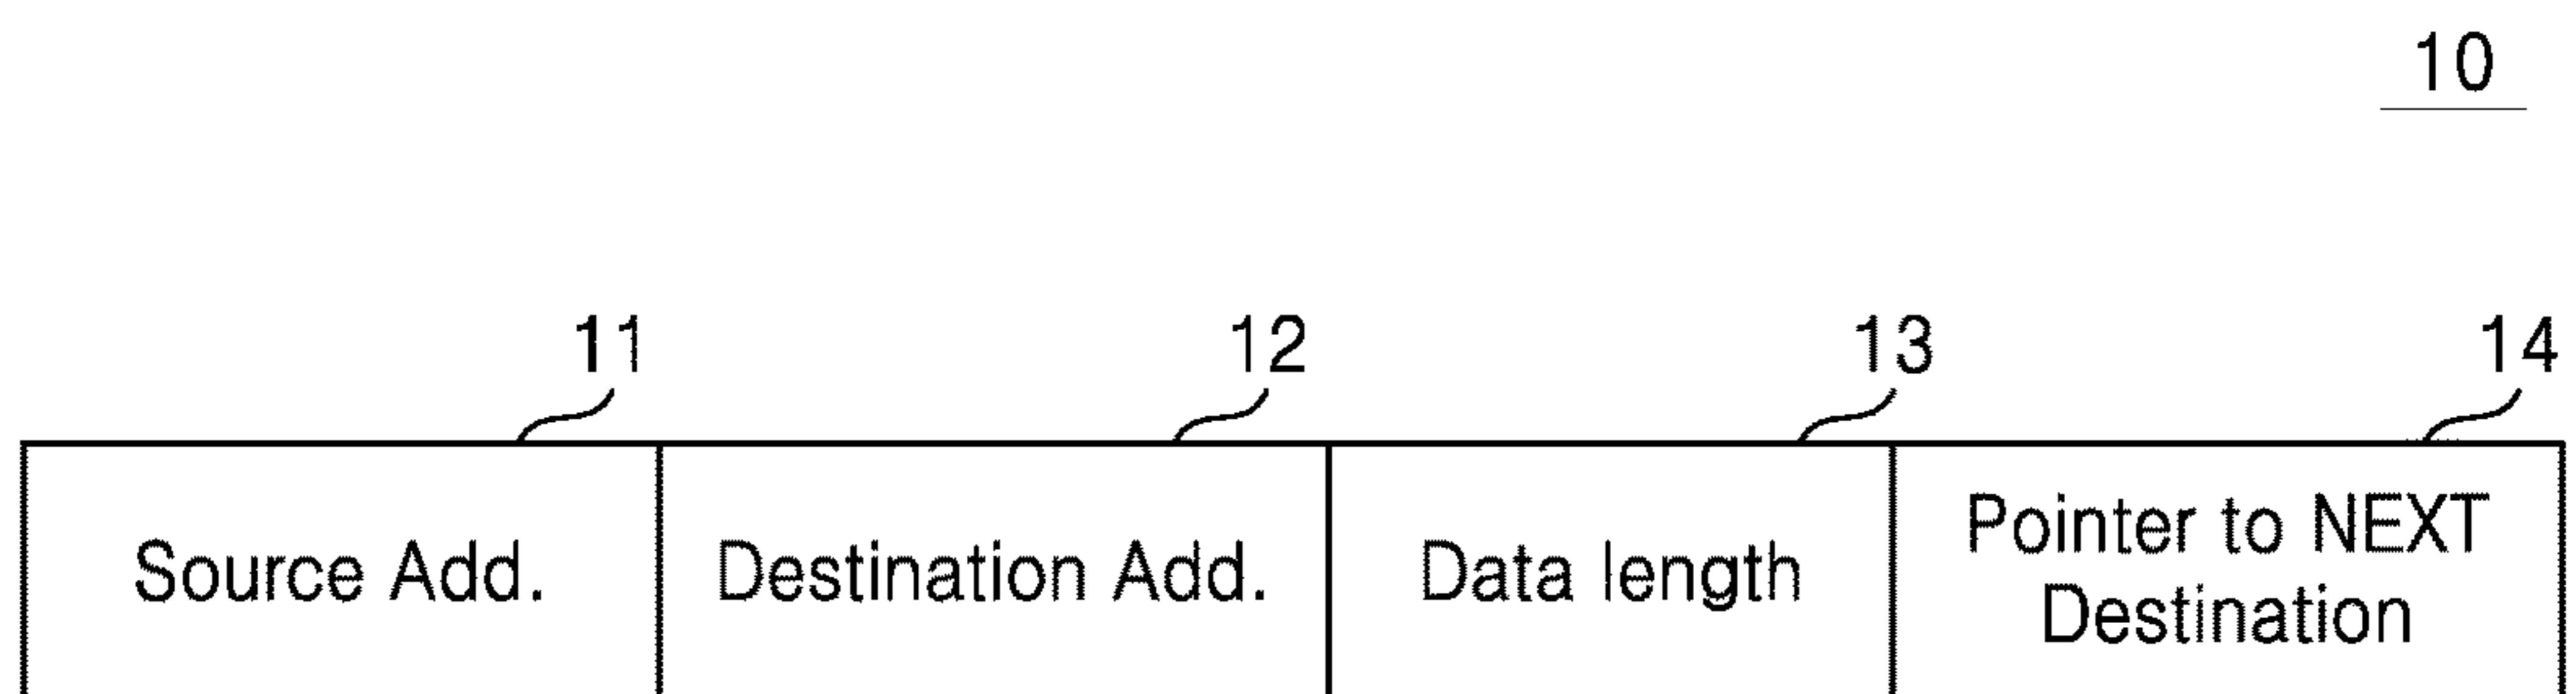 10
11
12
13
14
Source Add.
Destination Add.
Data length
Pointer to NEXT
Destination